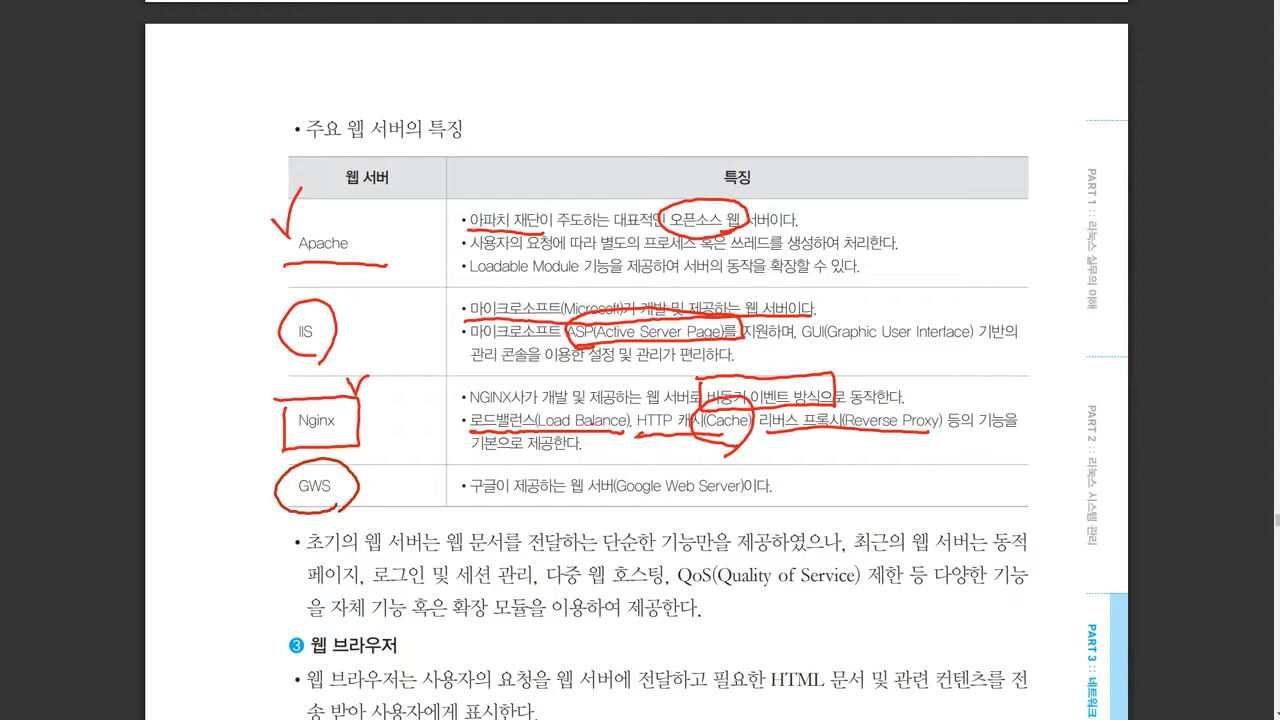 • 주요 웹 서버의 특징
웹 서버
특징
Apache
• 아파치 재단이 주도하는 대표적인 오픈소스 웹 서버이다.
• 사용자의 요청에 따라 별도의 프로세스 혹은 쓰레드를 생성하여 처리한다.
• Loadable Module 기능을 제공하여 서버의 동작을 확장할 수 있다.
IIS
• 마이크로소프트(Microsoft)가 개발 및 제공하는 웹 서버이다.
• 마이크로소프트 ASP(Active Server Page)를 지원하며, GUI(Graphic User Interface) 기반의
관리 콘솔을 이용한 설정 및 관리가 편리하다.
Nginx
• NGINX사가 개발 및 제공하는 웹 서버로 비동기 이벤트 방식으로 동작한다.
• 로드밸런스(Load Balance), HTTP 캐시(Cache), 리버스 프록시(Reverse Proxy) 등의 기능을
기본으로 제공한다.
GWS
• 구글이 제공하는 웹 서버(Google Web Server)이다.
• 초기의 웹 서버는 웹 문서를 전달하는 단순한 기능만을 제공하였으나, 최근의 웹 서버는 동적
페이지, 로그인 및 세션 관리, 다중 웹 호스팅, QoS(Quality of Service) 제한 등 다양한 기능
을 자체 기능 혹은 확장 모듈을 이용하여 제공한다.
3 웹 브라우저
• 웹 브라우저는 사용자의 요청을 웹 서버에 전달하고 필요한 HTML 문서 및 관련 컨텐츠를 전
송 받아 사용자에게 표시한다.
PART 1 :: 리눅스 실무의 이해
PART 2 :: 리눅스 시스템 관리
PART 3 :: 네트워크